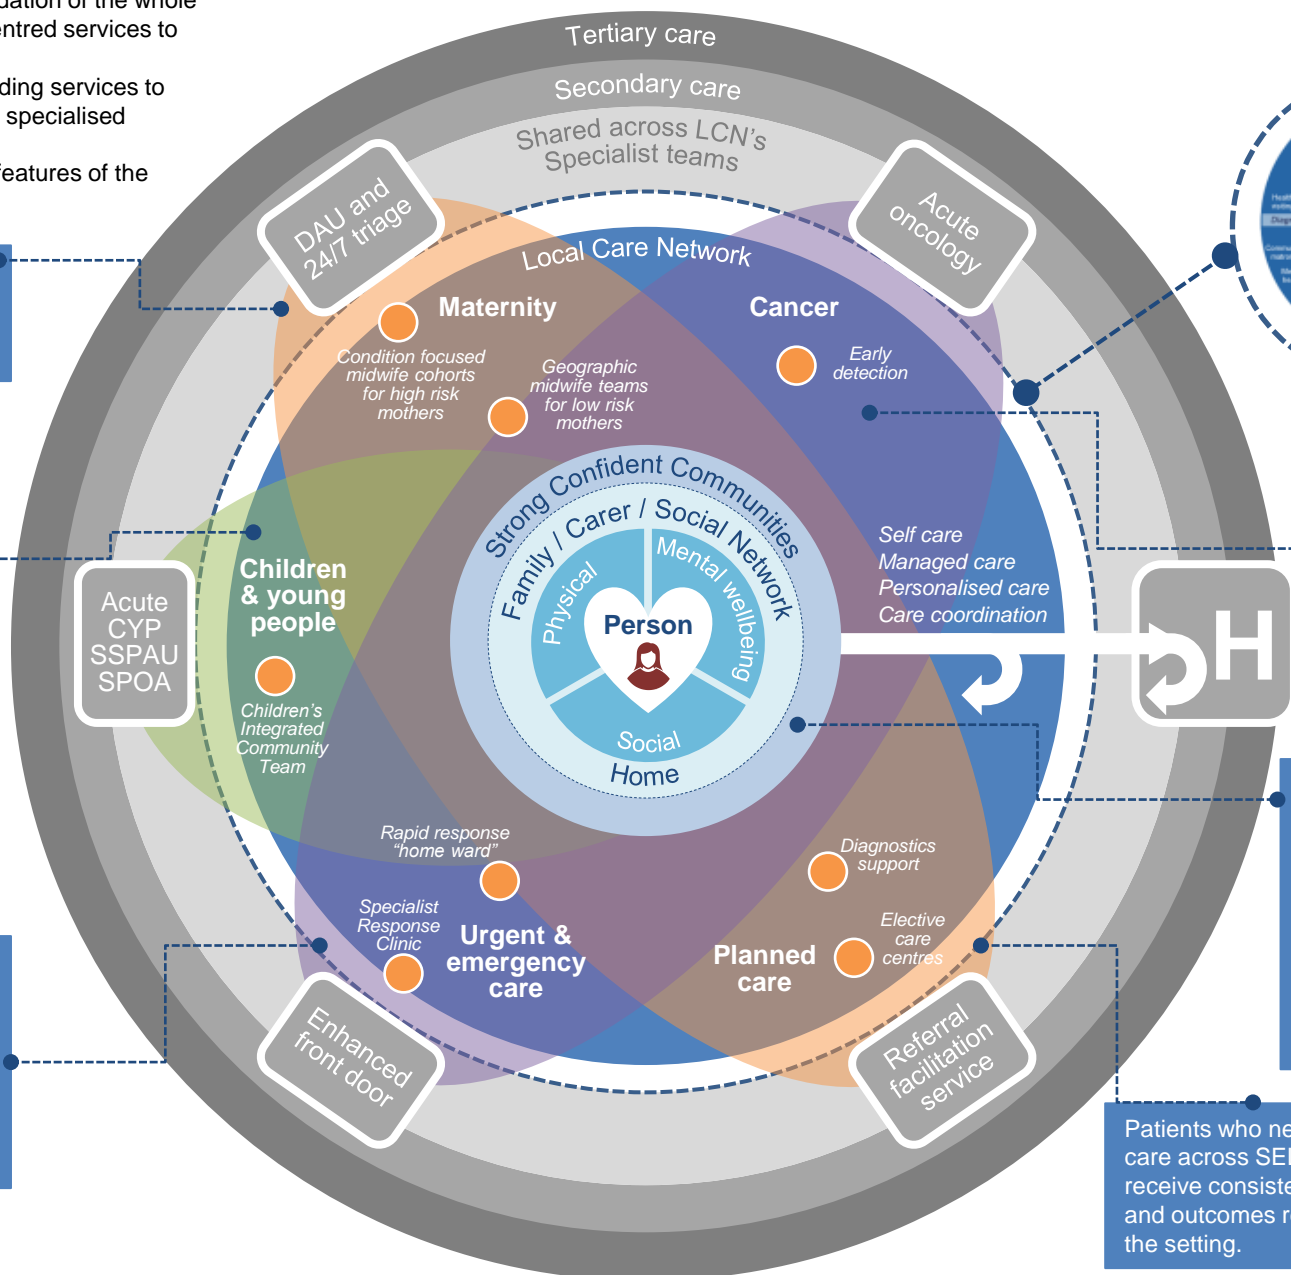 dation of the whole
entred services to
ding services to
specialised
features of the
Tertiary care
Secondary care
Shared across LCN's
Specialist teams
DAU and
24/7 triage
Acute
oncology
Local Care Network
Maternity
Cancer
Condition focused
midwife cohorts
for high risk
mothers
Geographic
midwife teams
for low risk
mothers
Early
detection
Strong Confident Communities
Family / Carer / Social Network
Physical
Mental wellbeing
Person
Social
Home
Self care
Managed care
Personalised care
Care coordination
H
Children
& young
people
Acute
CYP
SSPAU
SPOA
Children's
Integrated
Community
Team
Rapid response
“home ward”
Specialist
Response
Clinic
Urgent &
emergency
care
Diagnostics
support
Planned
care
Elective
care
centres
Enhanced
front door
Referral
facilitation
service
Patients who ne
care across SEL
receive consiste
and outcomes re
the setting.